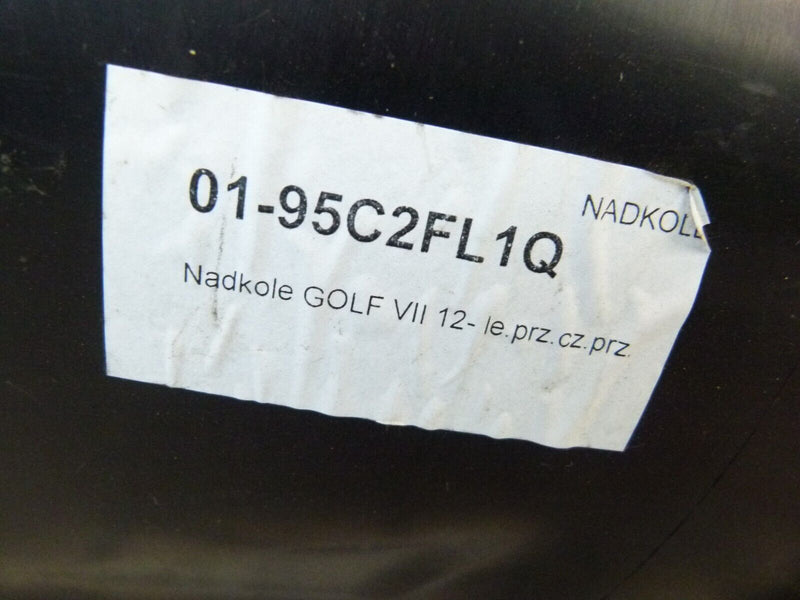 NADKOLE
01-95C2FL1Q
Nadkole GOLF VII 12- le.prz.cz.prz.